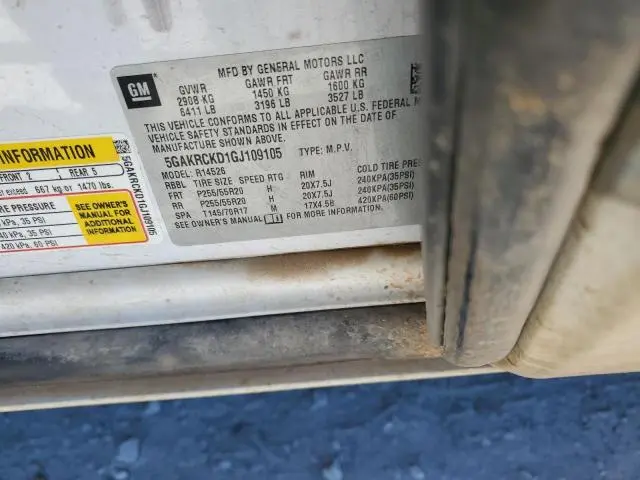 GM
MFD BY GENERAL MOTORS LLC
GVWR GAWR FRT GAWR RR
2908 KG 1450 KG 1600 KG
6411 LB 3196 LB 3527 LB
THIS VEHICLE CONFORMS TO ALL APPLICABLE U.S. FEDERAL M
VEHICLE SAFETY STANDARDS IN EFFECT ON THE DATE OF
MANUFACTURE SHOWN ABOVE.
5GAKRCKD1GJ109105 TYPE: M.P.V.
MODEL: R14526
RBBL TIRE SIZE SPEED RTG RIM COLD TIRE PRES
FRT P255/55R20 H 20X7.5J 240KPA(35PSI)
RR P255/55R20 H 20X7.5J 240KPA(35PSI)
SPA T145/70R17 M 17X4.5B 420KPA(60PSI)
SEE OWNER'S MANUAL
INFORMATION
FRONT 2 REAR 5
exceed 667 kg or 1470 lbs.
E PRESSURE
KPA, 35 PSI
KPA, 35 PSI
420 KPA, 60 PSI
SEE OWNER'S
MANUAL FOR
ADDITIONAL
INFORMATION
5GAKRCKD1GJ109105